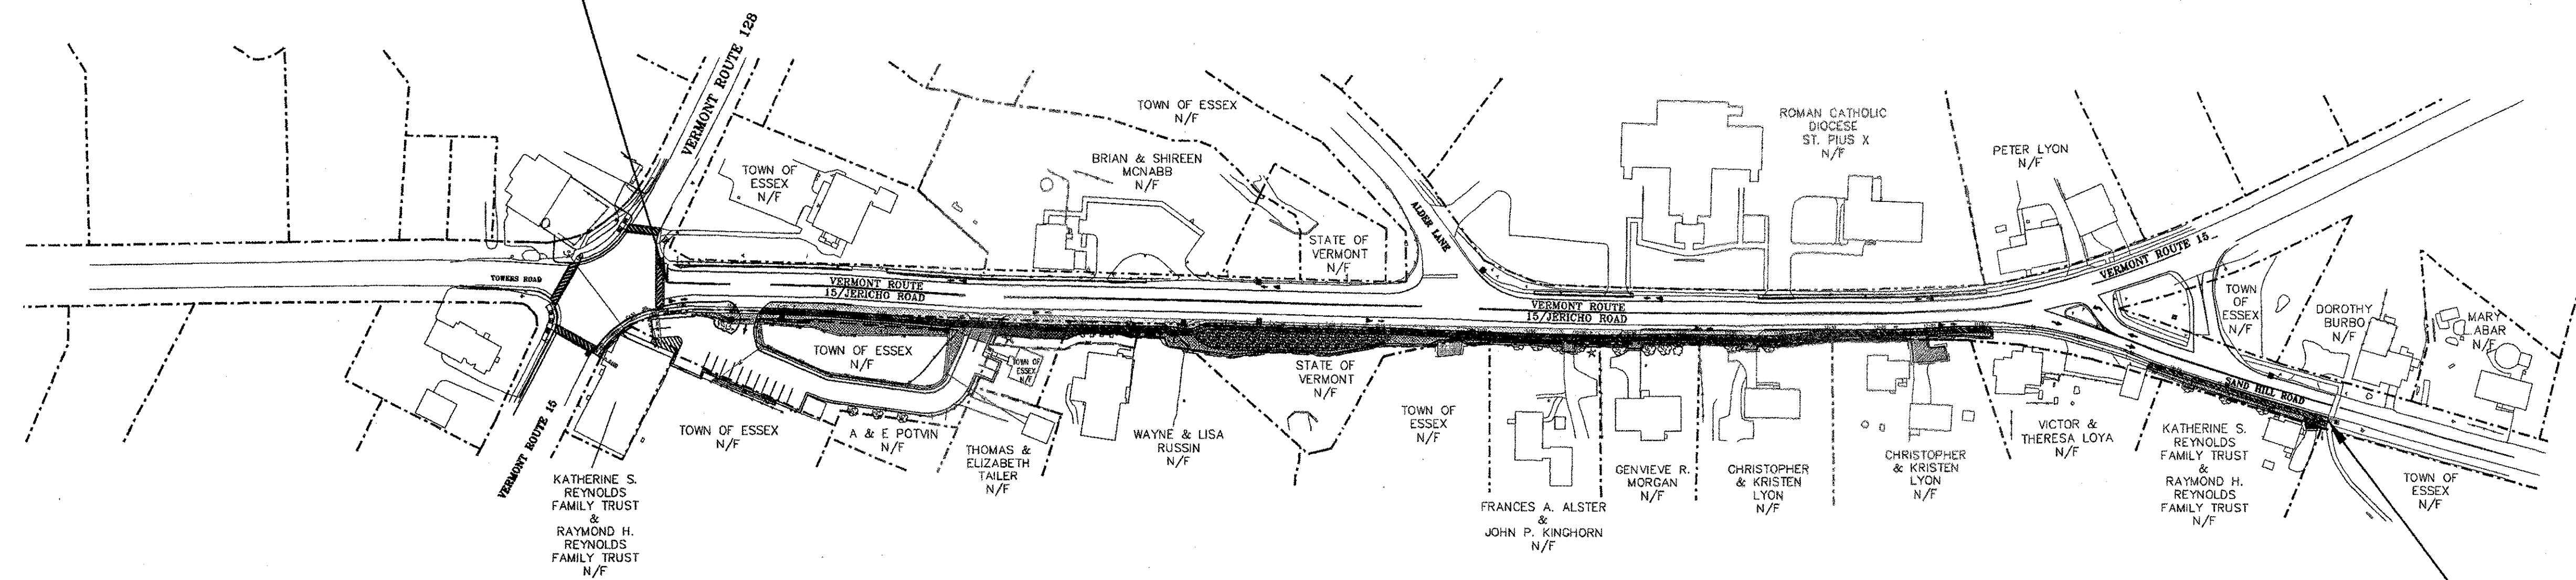 VERMONT ROUTE 128
TOWN OF
ESSEX
N/F
TOWN OF ESSEX
N/F
BRIAN & SHIREEN
MCNABB
N/F
STATE OF
VERMONT
N/F
ALDER LANE
ROMAN CATHOLIC
DIOCESE
ST. PIUS X
N/F
PETER LYON
N/F
VERMONT ROUTE 15
TOWERS ROAD
VERMONT ROUTE
15/JERICHO ROAD
VERMONT ROUTE
15/JERICHO ROAD
TOWN
OF
ESSEX
N/F
DOROTHY
BURBO
N/F
MARY
LABAR
N/F
SAND HILL ROAD
TOWN OF ESSEX
N/F
TOWN OF
ESSEX
N/F
STATE OF
VERMONT
N/F
VERMONT ROUTE 15
KATHERINE S.
REYNOLDS
FAMILY TRUST
&
RAYMOND H.
REYNOLDS
FAMILY TRUST
N/F
TOWN OF ESSEX
N/F
A & E POTVIN
N/F
THOMAS &
ELIZABETH
TAILER
N/F
WAYNE & LISA
RUSSIN
N/F
TOWN OF
ESSEX
N/F
FRANCES A. ALSTER
&
JOHN P. KINGHORN
N/F
GENVIEVE R.
MORGAN
N/F
CHRISTOPHER
& KRISTEN
LYON
N/F
CHRISTOPHER
& KRISTEN
LYON
N/F
VICTOR &
THERESA LOYA
N/F
KATHERINE S.
REYNOLDS
FAMILY TRUST
&
RAYMOND H.
REYNOLDS
FAMILY TRUST
N/F
TOWN OF
ESSEX
N/F